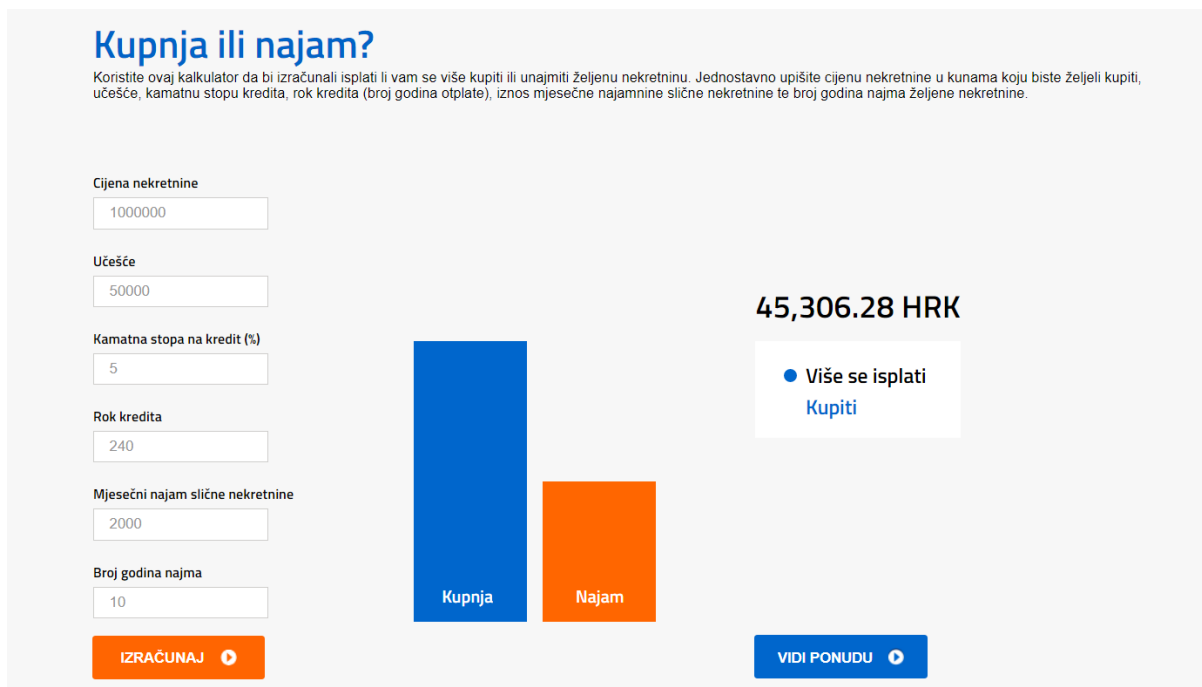 Kupnja ili najam?
Koristite ovaj kalkulator da bi izračunali isplati li vam se više kupiti ili unajmiti željenu nekretninu. Jednostavno upišite cijenu nekretnine u kunama koju biste željeli kupiti,
učešće, kamatnu stopu kredita, rok kredita (broj godina otplate), iznos mjesečne najamnine slične nekretnine te broj godina najma željene nekretnine.
Cijena nekretnine
1000000
Učešće
50000
Kamatna stopa na kredit (%)
5
Rok kredita
240
Mjesečni najam slične nekretnine
2000
Broj godina najma
10
IZRAČUNAJ
Kupnja
Najam
45,306.28 HRK
Više se isplati
Kupiti
VIDI PONUDU